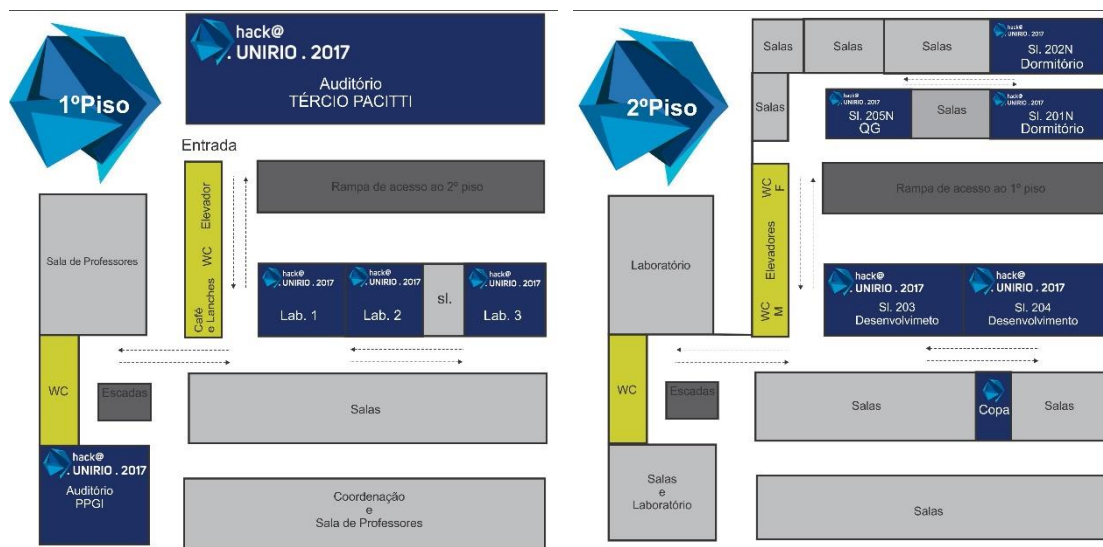 hack@
. UNIRIO . 2017
Auditório
TÉRCIO PACITTI
1ºPiso
Entrada
Rampa de acesso ao 2º piso
Elevador
WC
Café
e Lanches
Sala de Professores
hack@
. UNIRIO . 2017
Lab. 1
hack@
. UNIRIO . 2017
Lab. 2
sl.
hack@
. UNIRIO . 2017
Lab. 3
WC
Escadas
Salas
hack@
. UNIRIO . 2017
Auditório
PPGI
Coordenação
e
Sala de Professores
2ºPiso
Salas
Salas
Salas
hack@
. UNIRIO . 2017
Sl. 202N
Dormitório
Salas
hack@
. UNIRIO . 2017
Sl. 205N
QG
Salas
hack@
. UNIRIO . 2017
Sl. 201N
Dormitório
WC
F
Rampa de acesso ao 1º piso
Elevadores
WC
M
Laboratório
hack@
. UNIRIO . 2017
Sl. 203
Desenvolvimeto
hack@
. UNIRIO . 2017
Sl. 204
Desenvolvimento
WC
Escadas
Salas
Copa
Salas
Salas
e
Laboratório
Salas